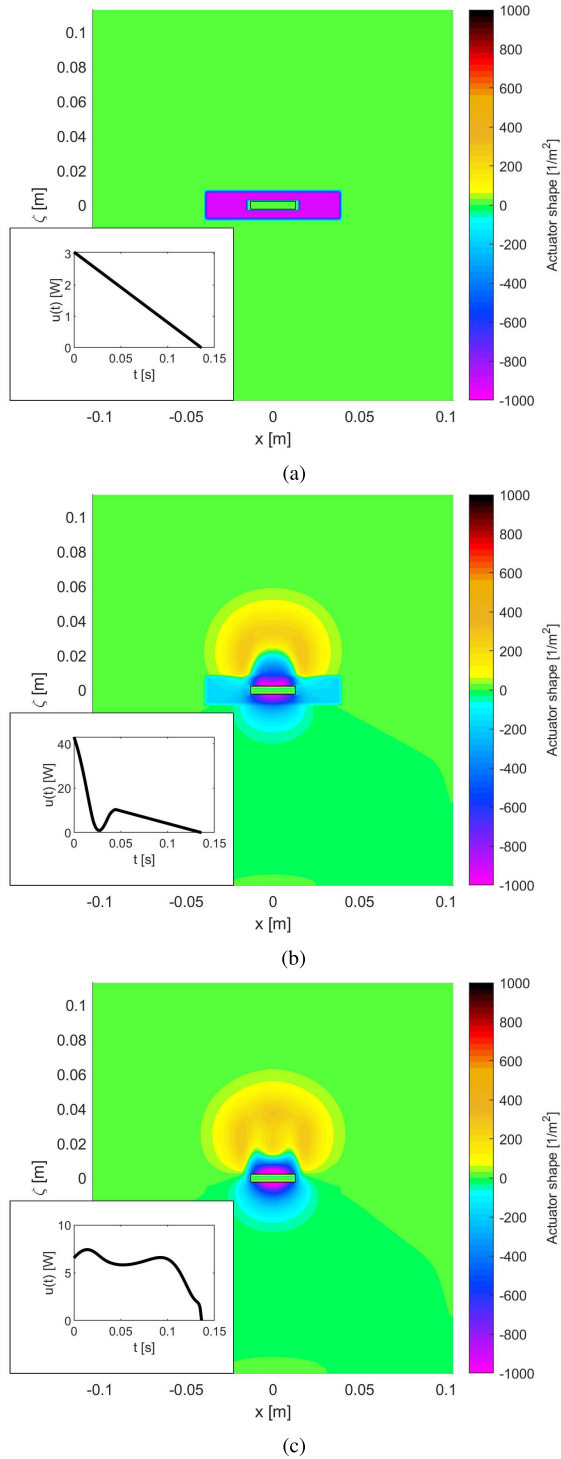 0.1
0.08
0.06
0.04
0.02
0
ζ [m]
3
2
1
0
u(t) [W]
0 0.05 0.1 0.15
t [s]
-0.1 -0.05 0 0.05 0.1
x [m]
1000
800
600
400
200
0
-200
-400
-600
-800
-1000
Actuator shape [1/m²]
(a)
0.1
0.08
0.06
0.04
0.02
0
ζ [m]
40
20
0
u(t) [W]
0 0.05 0.1 0.15
t [s]
-0.1 -0.05 0 0.05 0.1
x [m]
1000
800
600
400
200
0
-200
-400
-600
-800
-1000
Actuator shape [1/m²]
(b)
0.1
0.08
0.06
0.04
0.02
0
ζ [m]
10
5
0
u(t) [W]
0 0.05 0.1 0.15
t [s]
-0.1 -0.05 0 0.05 0.1
x [m]
1000
800
600
400
200
0
-200
-400
-600
-800
-1000
Actuator shape [1/m²]
(c)